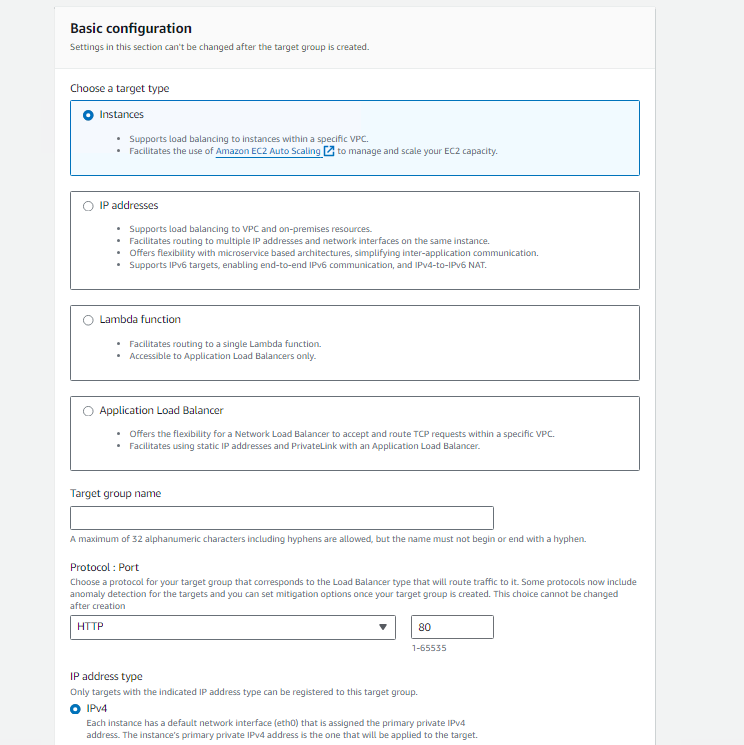 Basic configuration
Settings in this section can't be changed after the target group is created.
Choose a target type
Instances
• Supports load balancing to instances within a specific VPC.
• Facilitates the use of Amazon EC2 Auto Scaling to manage and scale your EC2 capacity.
IP addresses
• Supports load balancing to VPC and on-premises resources.
• Facilitates routing to multiple IP addresses and network interfaces on the same instance.
• Offers flexibility with microservice based architectures, simplifying inter-application communication.
• Supports IPv6 targets, enabling end-to-end IPv6 communication, and IPv4-to-IPv6 NAT.
Lambda function
• Facilitates routing to a single Lambda function.
• Accessible to Application Load Balancers only.
Application Load Balancer
• Offers the flexibility for a Network Load Balancer to accept and route TCP requests within a specific VPC.
• Facilitates using static IP addresses and PrivateLink with an Application Load Balancer.
Target group name
A maximum of 32 alphanumeric characters including hyphens are allowed, but the name must not begin or end with a hyphen.
Protocol : Port
Choose a protocol for your target group that corresponds to the Load Balancer type that will route traffic to it. Some protocols now include
anomaly detection for the targets and you can set mitigation options once your target group is created. This choice cannot be changed
after creation
HTTP 80
1-65535
IP address type
Only targets with the indicated IP address type can be registered to this target group.
IPv4
Each instance has a default network interface (eth0) that is assigned the primary private IPv4
address. The instance's primary private IPv4 address is the one that will be applied to the target.